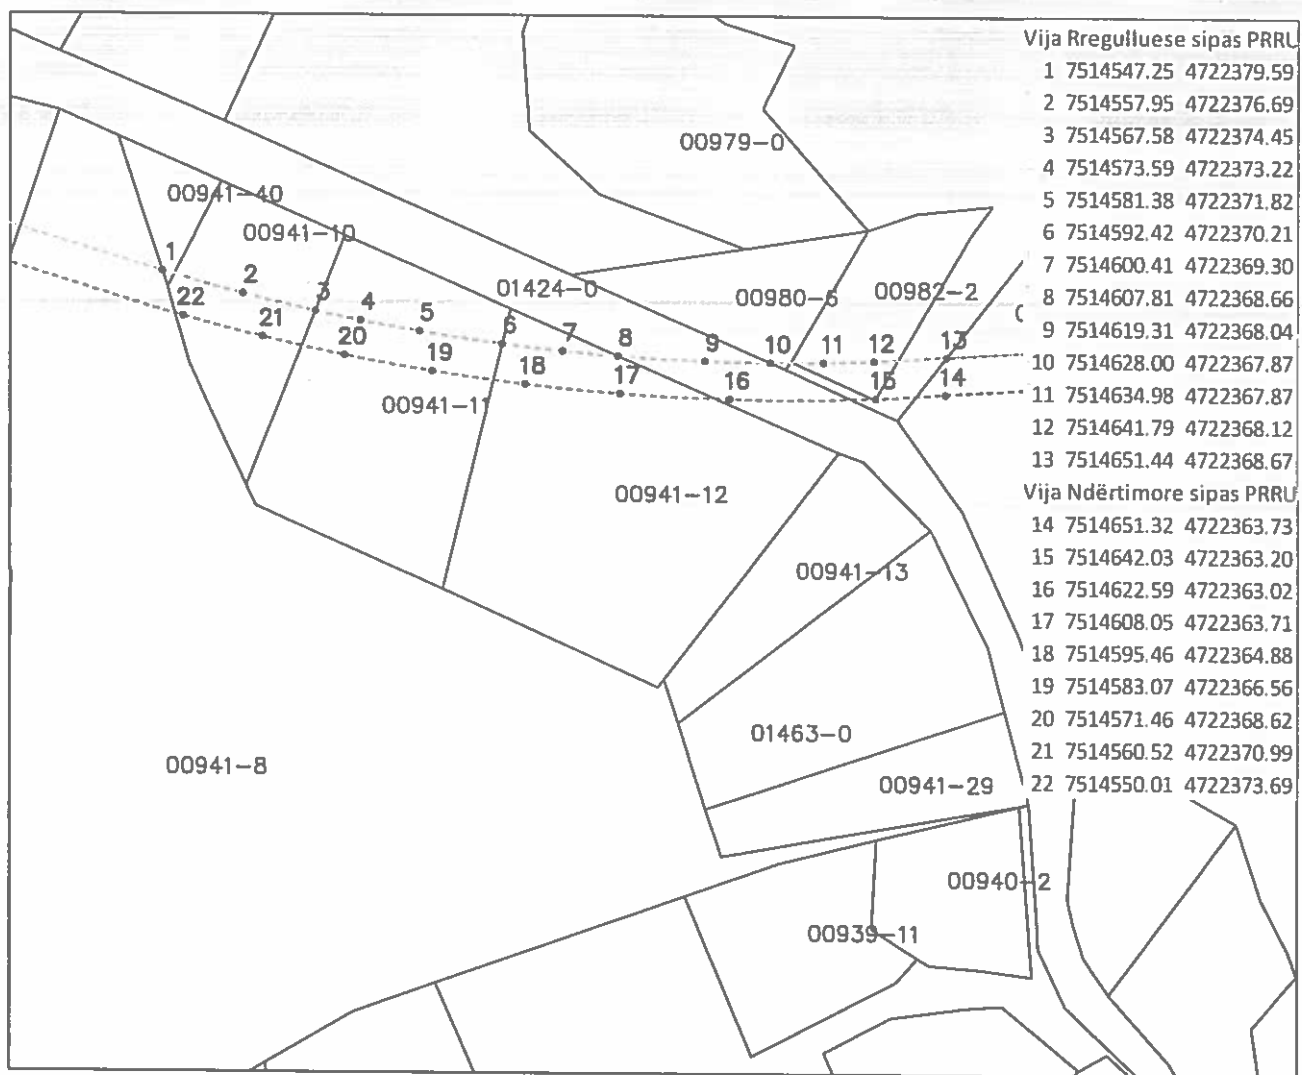 Vija Rregulluese sipas PRRU
1 7514547.25 4722379.59
2 7514557.95 4722376.69
3 7514567.58 4722374.45
4 7514573.59 4722373.22
5 7514581.38 4722371.82
6 7514592.42 4722370.21
7 7514600.41 4722369.30
8 7514607.81 4722368.66
9 7514619.31 4722368.04
10 7514628.00 4722367.87
11 7514634.98 4722367.87
12 7514641.79 4722368.12
13 7514651.44 4722368.67
Vija Ndërtimore sipas PRRU
14 7514651.32 4722363.73
15 7514642.03 4722363.20
16 7514622.59 4722363.02
17 7514608.05 4722363.71
18 7514595.46 4722364.88
19 7514583.07 4722366.56
20 7514571.46 4722368.62
21 7514560.52 4722370.99
22 7514550.01 4722373.69
00979-0
00941-40
00941-10
01424-0
00980-6
00982-2
1
2
3
4
5
6
7
8
9
10
11
12
13
22
21
20
19
18
17
16
15
14
00941-11
00941-12
00941-13
01463-0
00941-8
00941-29
00940-2
00939-11